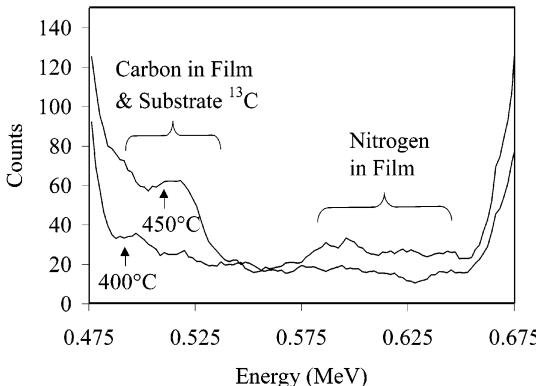 140
120
100
80
60
40
20
0
Counts
Carbon in Film
& Substrate ¹³C
Nitrogen
in Film
450°C
400°C
0.475 0.525 0.575 0.625 0.675
Energy (MeV)